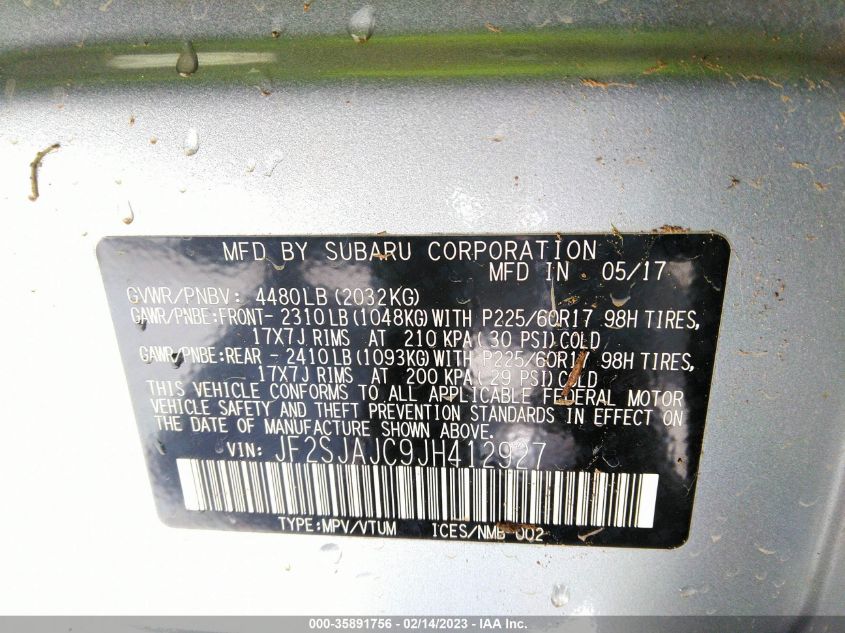 MFD BY SUBARU CORPORATION
MFD IN 05/17
GVWR/PNBV: 4480LB(2032KG)
GAWR/PNBE:FRONT- 2310LB(1048KG)WITH P225/60R17 98H TIRES,
17X7J RIMS AT 210 KPA( 30 PSI)COLD
GAWR/PNBE:REAR - 2410LB(1093KG)WITH P225/60R17 98H TIRES,
17X7J RIMS AT 200 KPA( 29 PSI)COLD
THIS VEHICLE CONFORMS TO ALL APPLICABLE FEDERAL MOTOR
VEHICLE SAFETY AND THEFT PREVENTION STANDARDS IN EFFECT ON
THE DATE OF MANUFACTURE SHOWN ABOVE.
VIN: JF2SJAJC9JH412927
TYPE:MPV/VTUM ICES/NMB-002
000-35891756 - 02/14/2023 - IAA Inc.